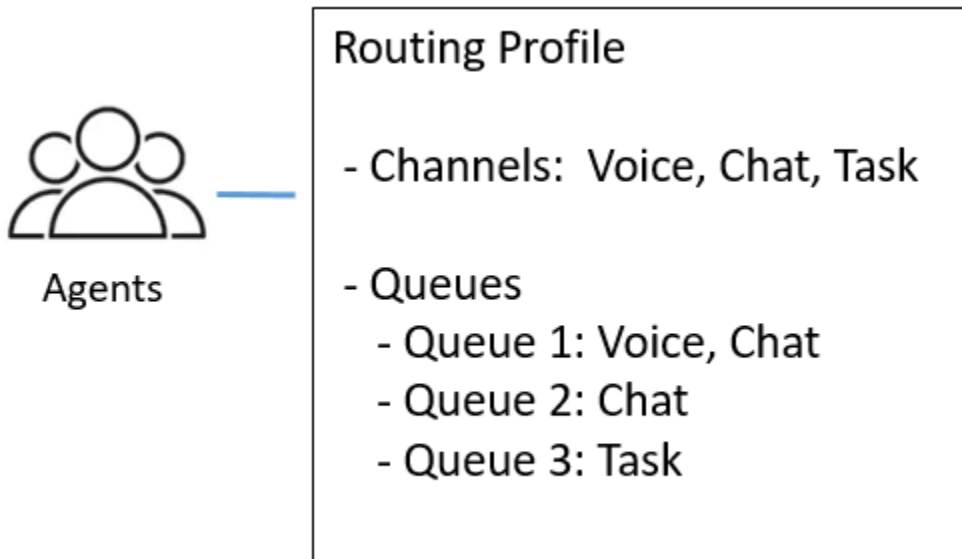 Routing Profile
- Channels: Voice, Chat, Task
Agents
- Queues
- Queue 1: Voice, Chat
- Queue 2: Chat
- Queue 3: Task